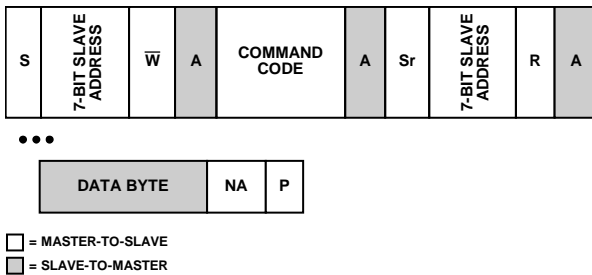 S 7-BIT SLAVE ADDRESS W̅ A COMMAND CODE A Sr 7-BIT SLAVE ADDRESS R A
•••
DATA BYTE NA P
= MASTER-TO-SLAVE
= SLAVE-TO-MASTER